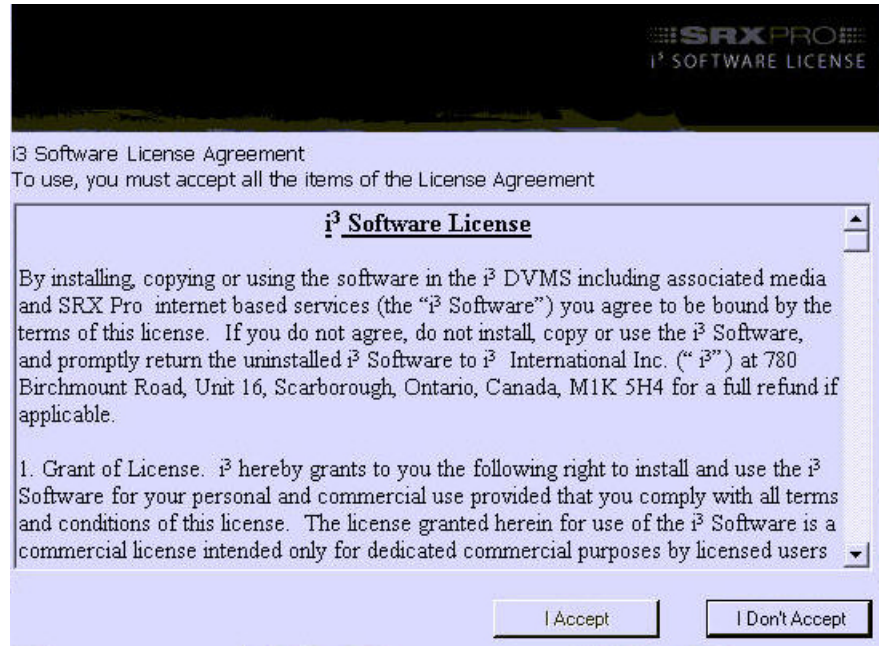 SRXPRO
i³ SOFTWARE LICENSE
i3 Software License Agreement
To use, you must accept all the items of the License Agreement
i³ Software License
By installing, copying or using the software in the i³ DVMS including associated media
and SRX Pro internet based services (the “i³ Software”) you agree to be bound by the
terms of this license. If you do not agree, do not install, copy or use the i³ Software,
and promptly return the uninstalled i³ Software to i³ International Inc. (“ i³”) at 780
Birchmount Road, Unit 16, Scarborough, Ontario, Canada, M1K 5H4 for a full refund if
applicable.
1. Grant of License. i³ hereby grants to you the following right to install and use the i³
Software for your personal and commercial use provided that you comply with all terms
and conditions of this license. The license granted herein for use of the i³ Software is a
commercial license intended only for dedicated commercial purposes by licensed users
I Accept
I Don't Accept